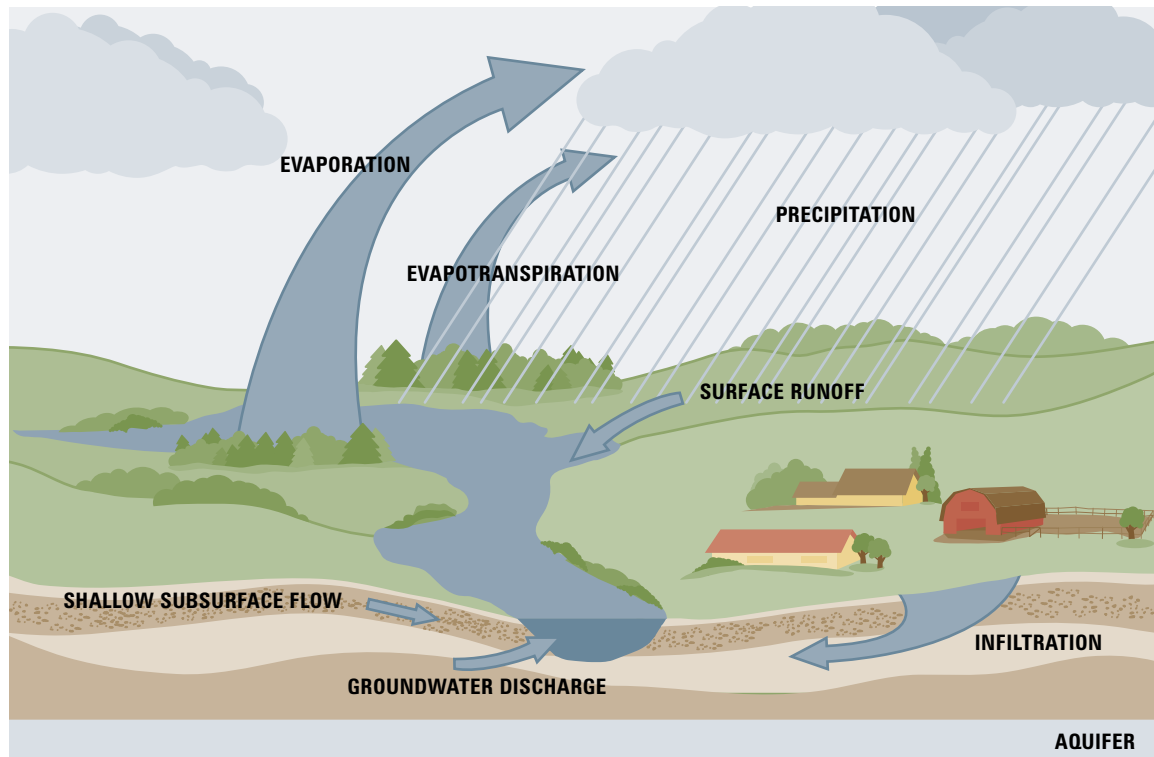 EVAPORATION
PRECIPITATION
EVAPOTRANSPIRATION
SURFACE RUNOFF
SHALLOW SUBSURFACE FLOW
INFILTRATION
GROUNDWATER DISCHARGE
AQUIFER